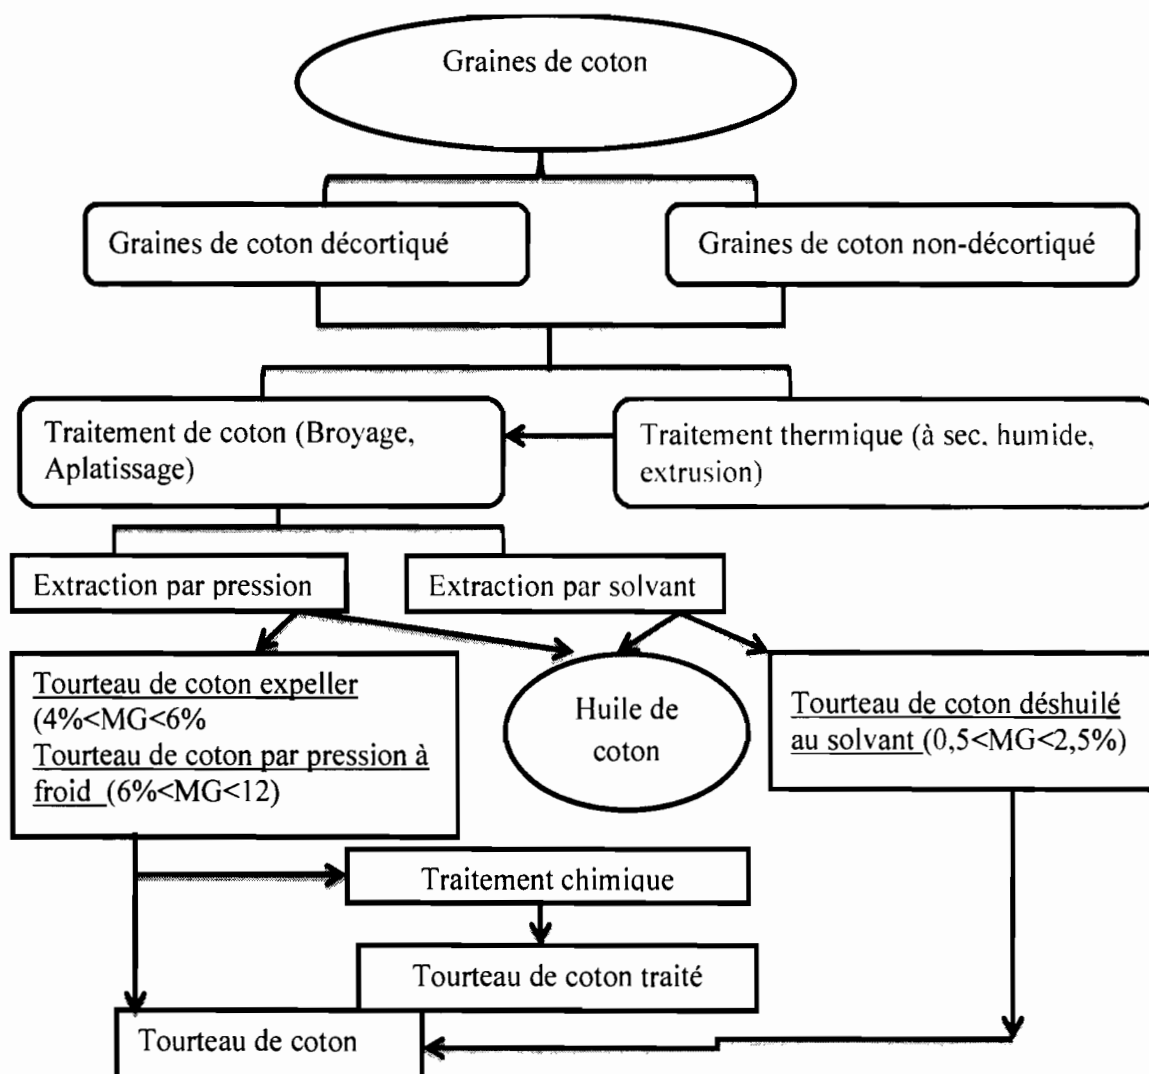 Graines de coton
Graines de coton décortiqué
Graines de coton non-décortiqué
Traitement de coton (Broyage,
Aplatissage)
Traitement thermique (à sec, humide,
extrusion)
Extraction par pression
Extraction par solvant
Tourteau de coton expeller
(4%<MG<6%
Tourteau de coton par pression à
froid (6%<MG<12)
Huile de
coton
Tourteau de coton déshuilé
au solvant (0,5<MG<2,5%)
Traitement chimique
Tourteau de coton traité
Tourteau de coton